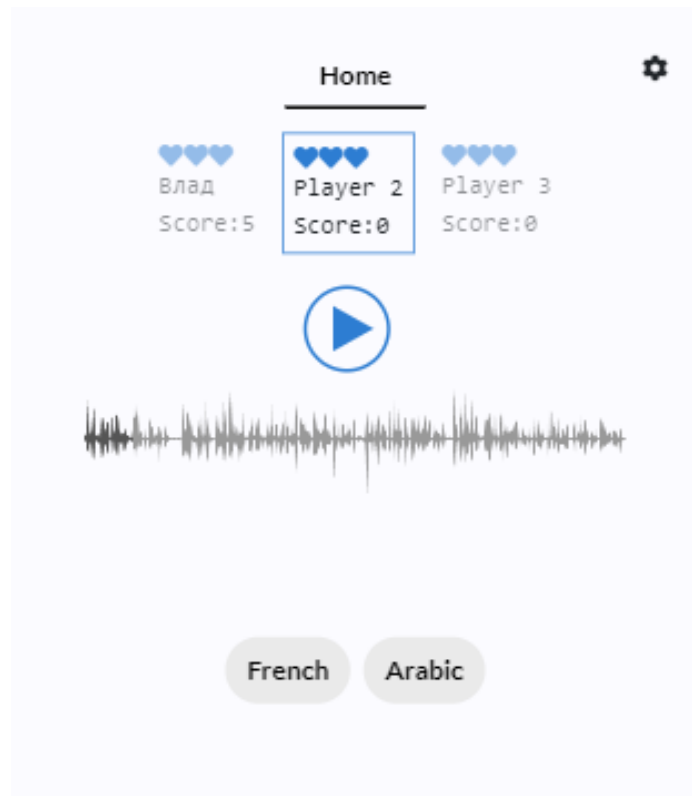 Home
Влад Player 2 Player 3
Score:5 Score:0 Score:0
French Arabic